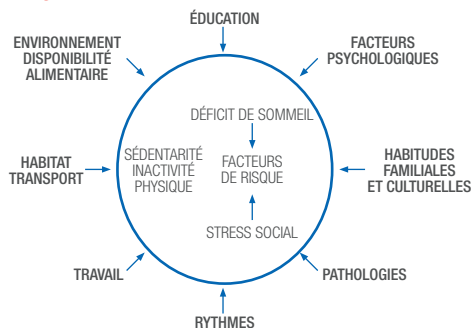 ÉDUCATION
ENVIRONNEMENT
DISPONIBILITÉ
ALIMENTAIRE
FACTEURS
PSYCHOLOGIQUES
DÉFICIT DE SOMMEIL
HABITAT
TRANSPORT
SÉDENTARITÉ
INACTIVITÉ
PHYSIQUE
FACTEURS
DE RISQUE
HABITUDES
FAMILIALES
ET CULTURELLES
STRESS SOCIAL
TRAVAIL
PATHOLOGIES
RYTHMES